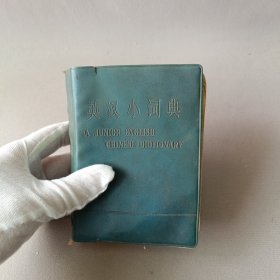 英汉小词典
A JUNIOR ENGLISH
CHINESE DICTIONARY